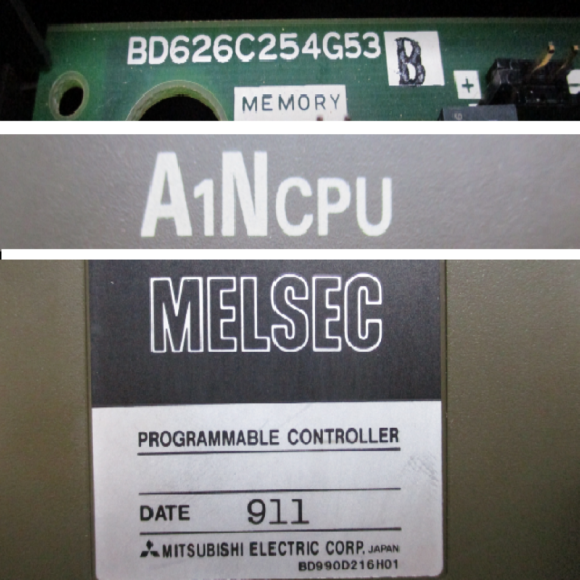 BD626C254G53 B
+ -
MEMORY
A1NCPU
MELSEC
PROGRAMMABLE CONTROLLER
DATE 911
MITSUBISHI ELECTRIC CORP. JAPAN
BD990D216H01